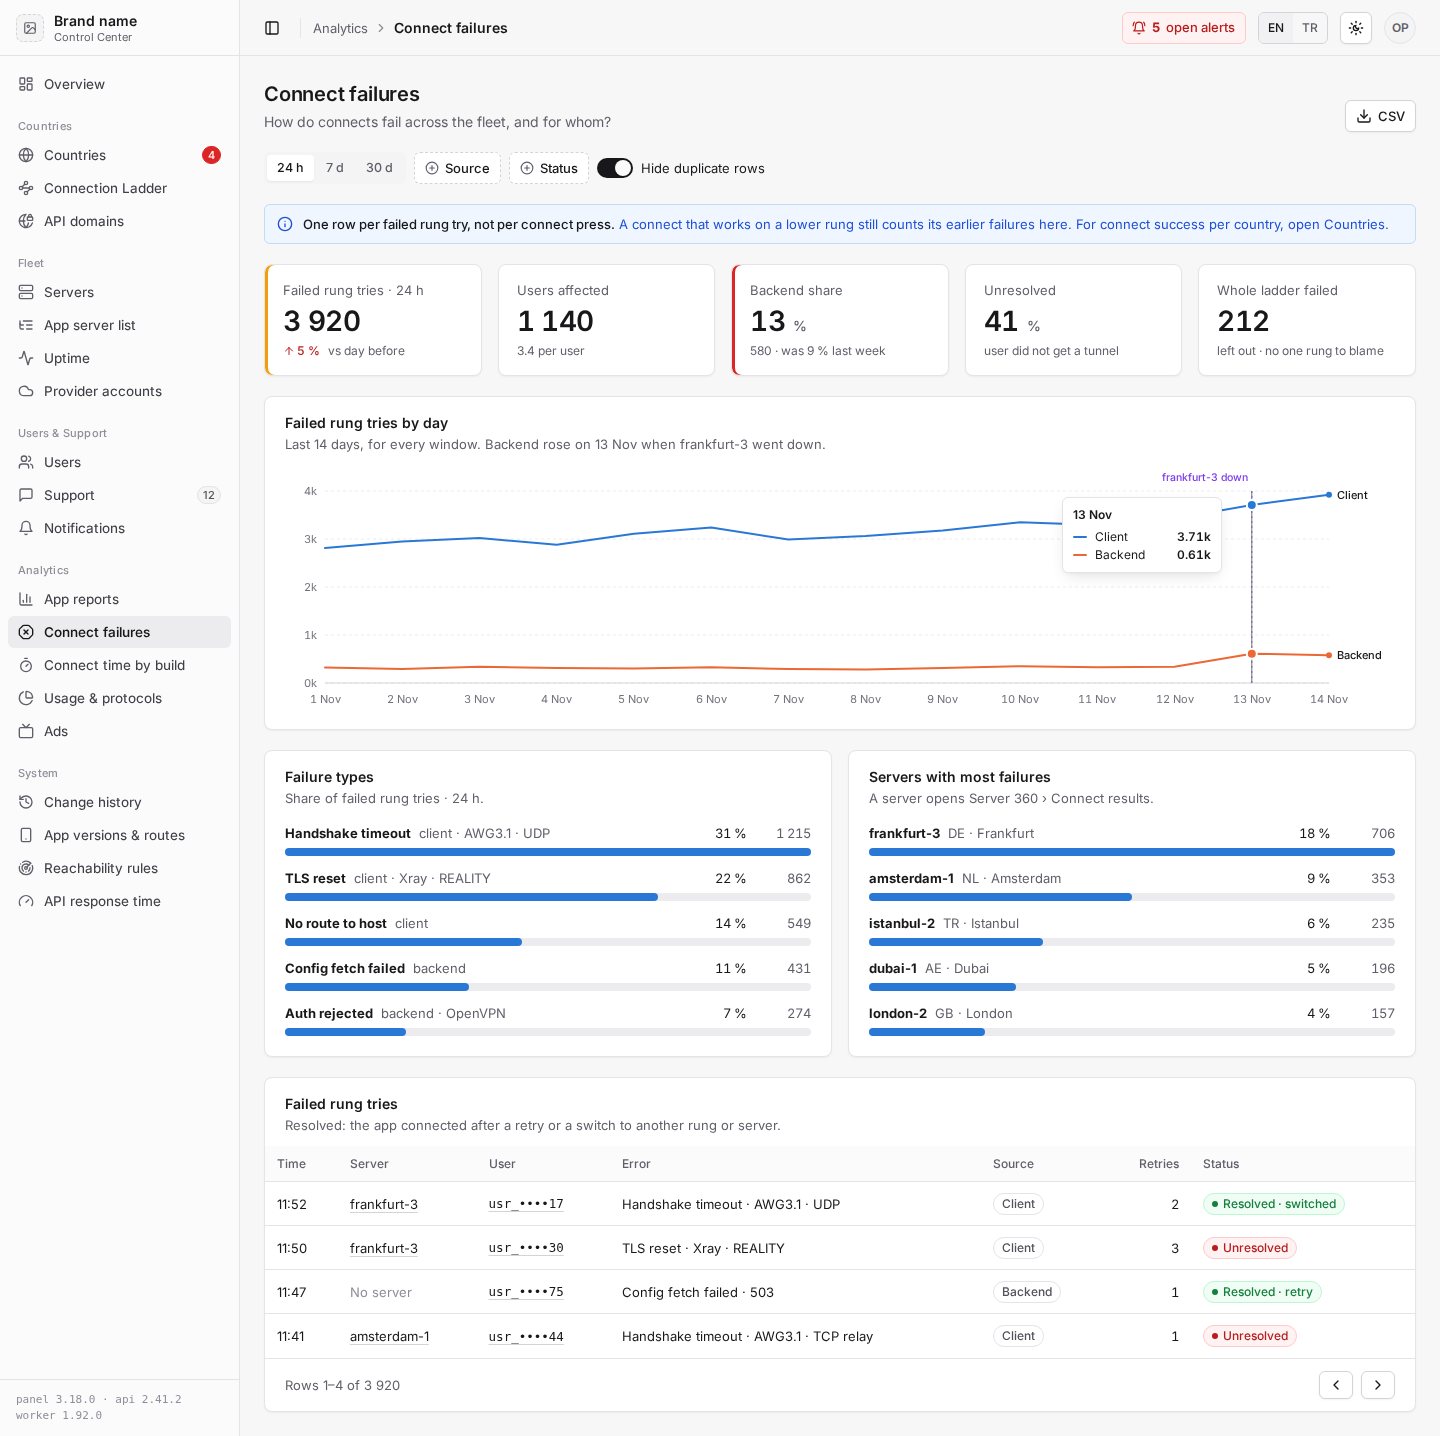 Brand name
Control Center
Overview
Countries
Countries 4
Connection Ladder
API domains
Fleet
Servers
App server list
Uptime
Provider accounts
Users & Support
Users
Support 12
Notifications
Analytics
App reports
Connect failures
Connect time by build
Usage & protocols
Ads
System
Change history
App versions & routes
Reachability rules
API response time
panel 3.18.0 · api 2.41.2
worker 1.92.0
Analytics > Connect failures
5 open alerts
EN TR
OP
Connect failures
How do connects fail across the fleet, and for whom?
CSV
24 h 7 d 30 d Source Status Hide duplicate rows
One row per failed rung try, not per connect press. A connect that works on a lower rung still counts its earlier failures here. For connect success per country, open Countries.
Failed rung tries · 24 h
3 920
↑ 5 % vs day before
Users affected
1 140
3.4 per user
Backend share
13 %
580 · was 9 % last week
Unresolved
41 %
user did not get a tunnel
Whole ladder failed
212
left out · no one rung to blame
Failed rung tries by day
Last 14 days, for every window. Backend rose on 13 Nov when frankfurt-3 went down.
frankfurt-3 down
4k
3k
2k
1k
0k
Client
Backend
13 Nov
Client 3.71k
Backend 0.61k
1 Nov 2 Nov 3 Nov 4 Nov 5 Nov 6 Nov 7 Nov 8 Nov 9 Nov 10 Nov 11 Nov 12 Nov 13 Nov 14 Nov
Failure types
Share of failed rung tries · 24 h.
Handshake timeout client · AWG3.1 · UDP 31 % 1 215
TLS reset client · Xray · REALITY 22 % 862
No route to host client 14 % 549
Config fetch failed backend 11 % 431
Auth rejected backend · OpenVPN 7 % 274
Servers with most failures
A server opens Server 360 › Connect results.
frankfurt-3 DE · Frankfurt 18 % 706
amsterdam-1 NL · Amsterdam 9 % 353
istanbul-2 TR · Istanbul 6 % 235
dubai-1 AE · Dubai 5 % 196
london-2 GB · London 4 % 157
Failed rung tries
Resolved: the app connected after a retry or a switch to another rung or server.
Time Server User Error Source Retries Status
11:52 frankfurt-3 usr_••••17 Handshake timeout · AWG3.1 · UDP Client 2 Resolved · switched
11:50 frankfurt-3 usr_••••30 TLS reset · Xray · REALITY Client 3 Unresolved
11:47 No server usr_••••75 Config fetch failed · 503 Backend 1 Resolved · retry
11:41 amsterdam-1 usr_••••44 Handshake timeout · AWG3.1 · TCP relay Client 1 Unresolved
Rows 1–4 of 3 920